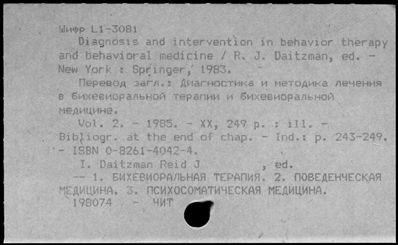 Шифр L1-3081
Diagnosis and intervention in behavior therapy
and behavioral medicine / R. J. Daitzman, ed. -
New York : Springer, 1983.
Перевод загл.: Диагностика и методика лечения
в бихевиоральной терапии и бихевиоральной
медицине.
Vol. 2. - 1985. - XX, 249 p. : ill. -
Bibliogr. at the end of chap. - Ind.: p. 243-249.
- ISBN 0-8261-4042-4.
I. Daitzman Reid J , ed.
-- 1. БИХЕВИОРАЛЬНАЯ ТЕРАПИЯ. 2. ПОВЕДЕНЧЕСКАЯ
МЕДИЦИНА. 3. ПСИХОСОМАТИЧЕСКАЯ МЕДИЦИНА.
198074 - ЧИТ